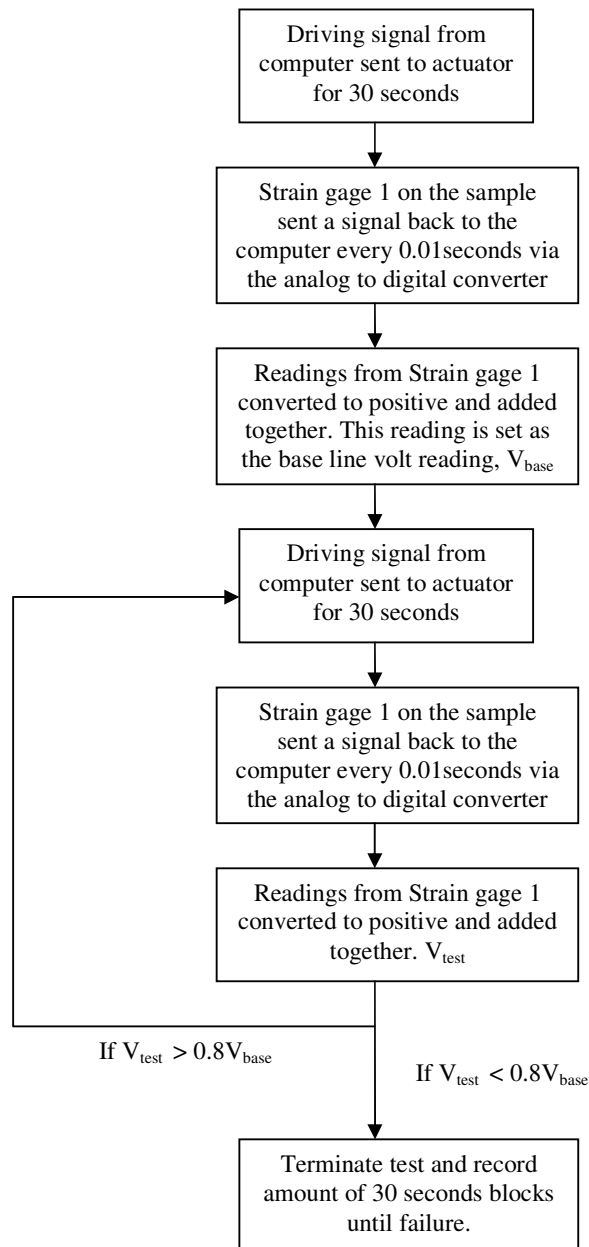 Driving signal from
computer sent to actuator
for 30 seconds
Strain gage 1 on the sample
sent a signal back to the
computer every 0.01seconds via
the analog to digital converter
Readings from Strain gage 1
converted to positive and added
together. This reading is set as
the base line volt reading, Vbase
Driving signal from
computer sent to actuator
for 30 seconds
Strain gage 1 on the sample
sent a signal back to the
computer every 0.01seconds via
the analog to digital converter
Readings from Strain gage 1
converted to positive and added
together. Vtest
If Vtest > 0.8Vbase
If Vtest < 0.8Vbase
Terminate test and record
amount of 30 seconds blocks
until failure.